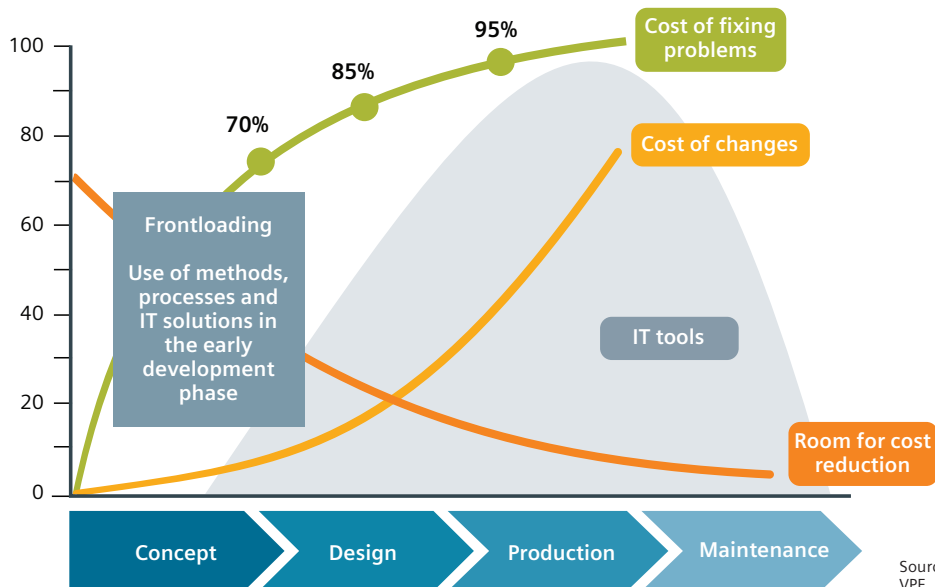 100
80
60
40
20
0
70%
85%
95%
Cost of fixing
problems
Cost of changes
Frontloading
Use of methods,
processes and
IT solutions in
the early
development
phase
IT tools
Room for cost
reduction
Concept
Design
Production
Maintenance